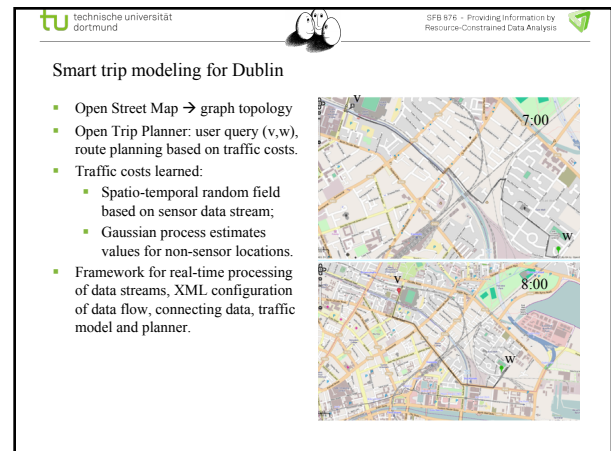 technische universität
dortmund
SFB 876 - Providing Information by
Resource-Constrained Data Analysis
Smart trip modeling for Dublin
Open Street Map → graph topology
Open Trip Planner: user query (v,w),
route planning based on traffic costs.
Traffic costs learned:
Spatio-temporal random field
based on sensor data stream;
Gaussian process estimates
values for non-sensor locations.
Framework for real-time processing
of data streams, XML configuration
of data flow, connecting data, traffic
model and planner.
v
7:00
w
v
8:00
w